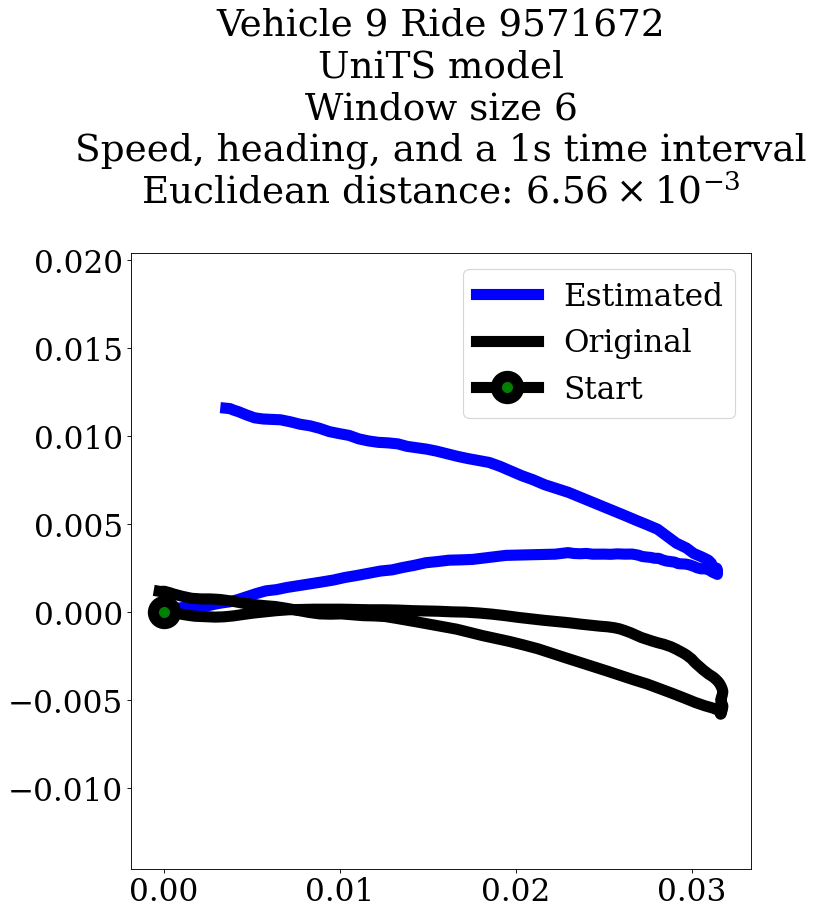 Vehicle 9 Ride 9571672
UniTS model
Window size 6
Speed, heading, and a 1s time interval
Euclidean distance: 6.56 × 10⁻³
0.020
0.015
0.010
0.005
0.000
−0.005
−0.010
Estimated
Original
Start
0.00 0.01 0.02 0.03